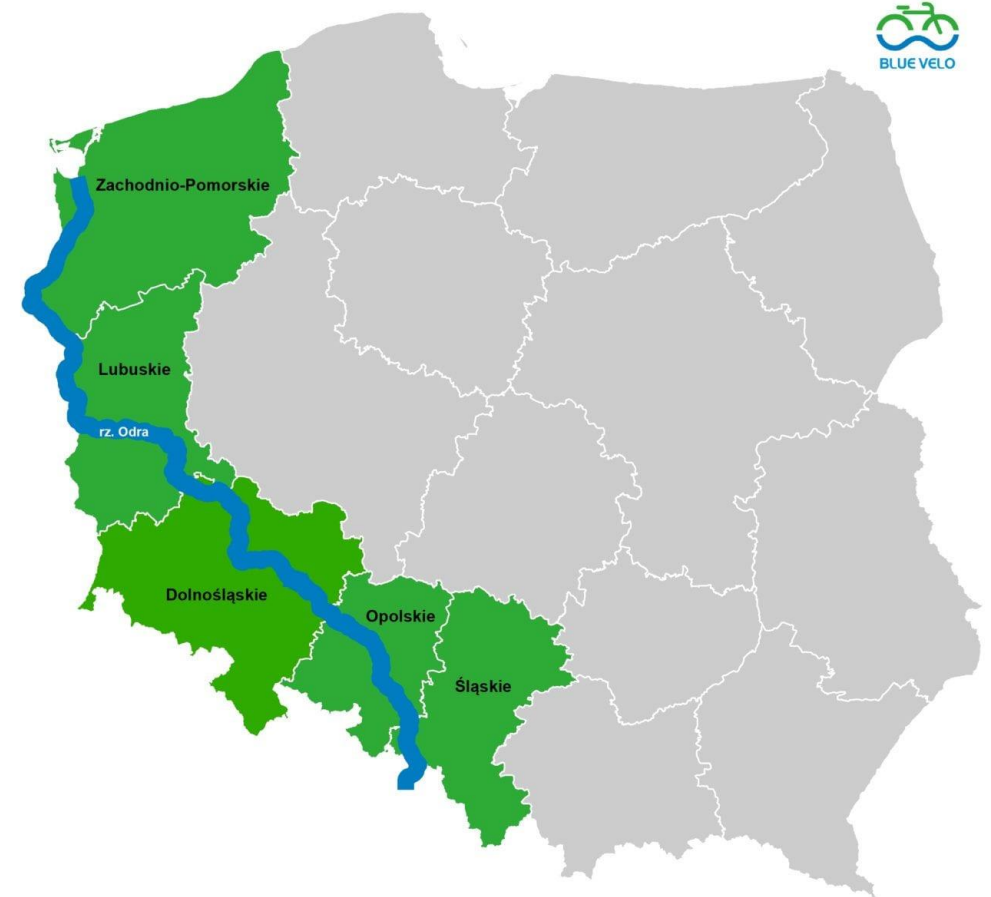 BLUE VELO
Zachodnio-Pomorskie
Lubuskie
rz. Odra
Dolnośląskie
Opolskie
Śląskie